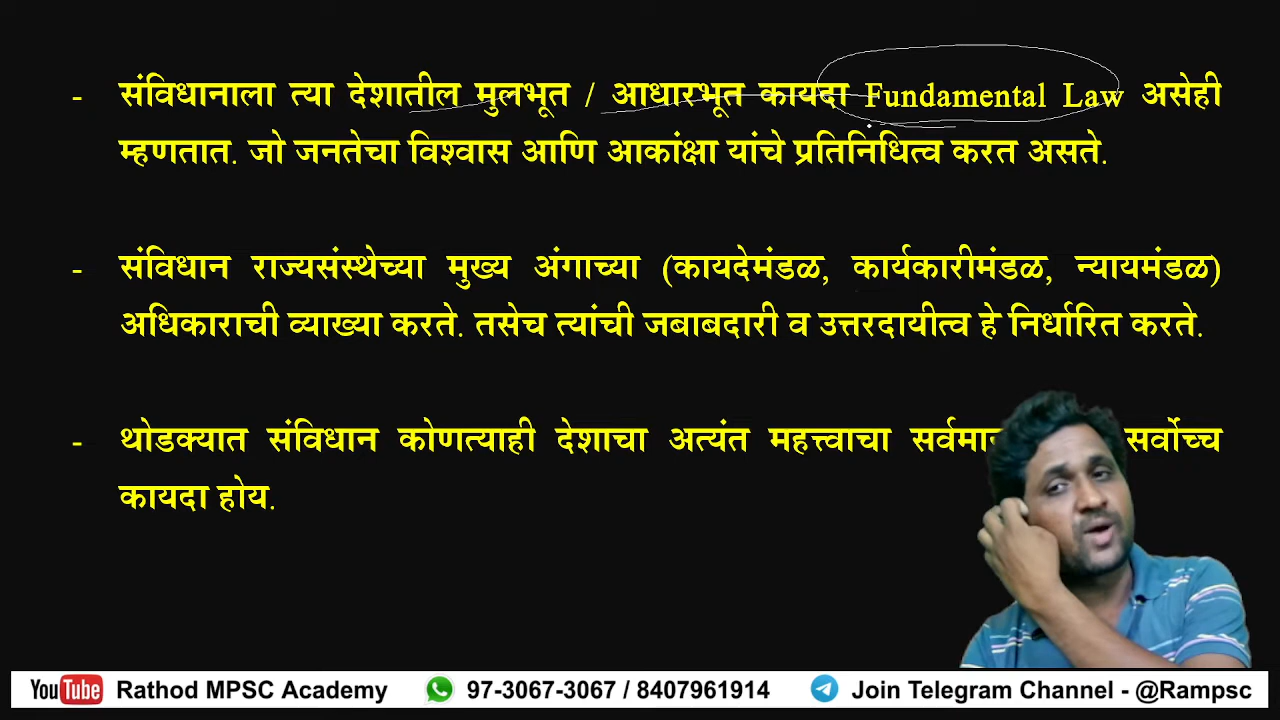 - संविधानाला त्या देशातील मुलभूत / आधारभूत कायदा Fundamental Law असेही
म्हणतात. जो जनतेचा विश्वास आणि आकांक्षा यांचे प्रतिनिधित्व करत असते.
- संविधान राज्यसंस्थेच्या मुख्य अंगाच्या (कायदेमंडळ, कार्यकारीमंडळ, न्यायमंडळ)
अधिकाराची व्याख्या करते. तसेच त्यांची जबाबदारी व उत्तरदायीत्व हे निर्धारित करते.
- थोडक्यात संविधान कोणत्याही देशाचा अत्यंत महत्त्वाचा सर्वोच्च
कायदा होय.
YouTube Rathod MPSC Academy 97-3067-3067 / 8407961914 Join Telegram Channel - @Rampsc